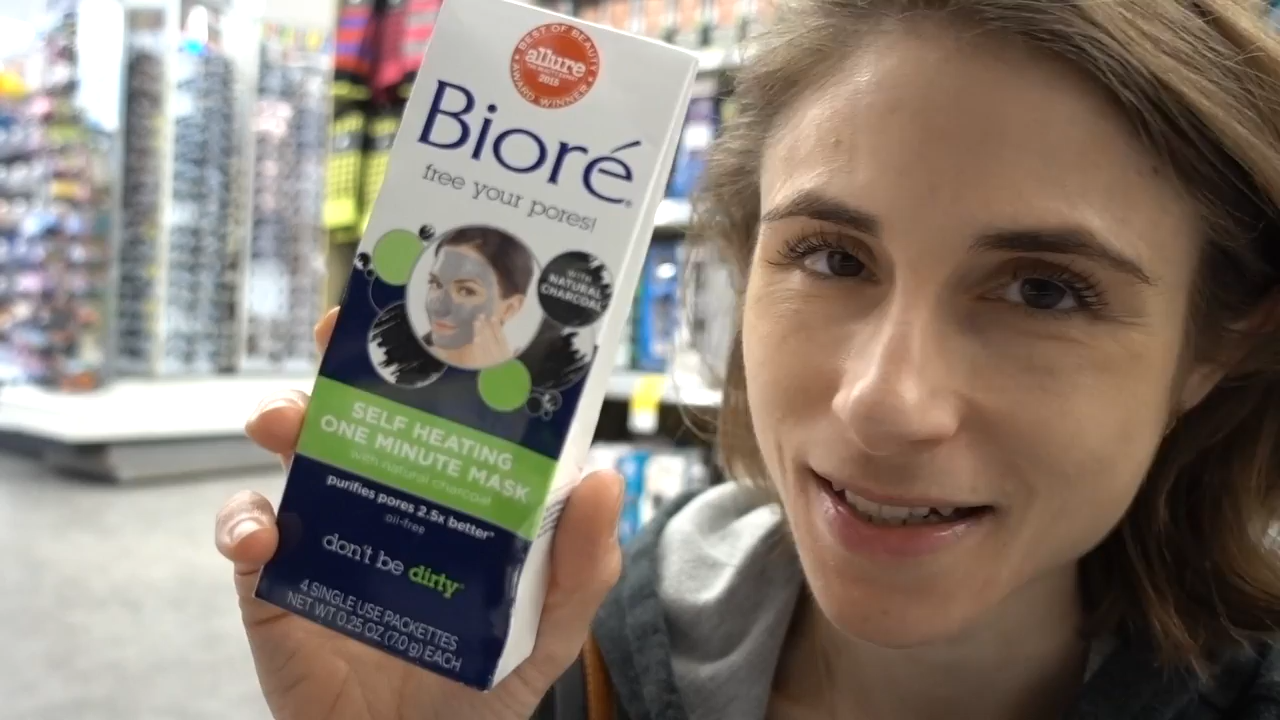 BEST OF BEAUTY
allure
2015
AWARD WINNER
Bioré
free your pores!
WITH
NATURAL
CHARCOAL
SELF HEATING
ONE MINUTE MASK
with natural charcoal
purifies pores 2.5x better*
oil-free
don't be dirty™
4 SINGLE USE PACKETTES
NET WT 0.25 OZ (7.0 g) EACH